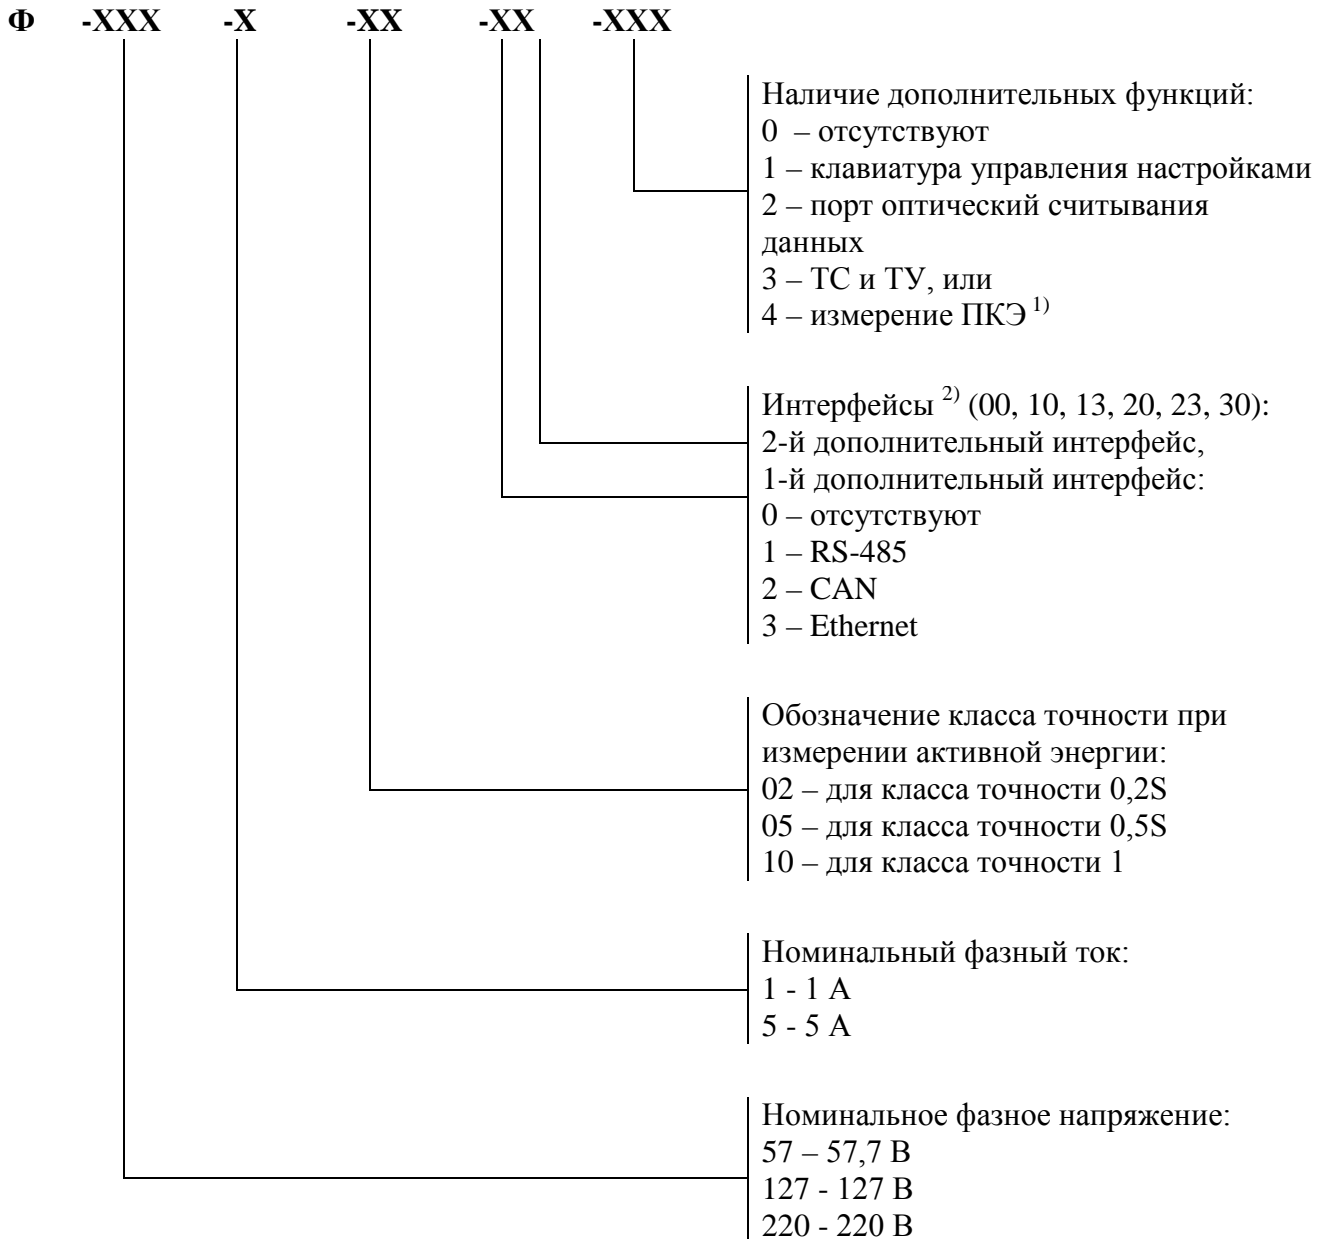 Ф -XXX -X -XX -XX -XXX
Наличие дополнительных функций:
0 – отсутствуют
1 – клавиатура управления настройками
2 – порт оптический считывания
данных
3 – ТС и ТУ, или
4 – измерение ПКЭ 1)
Интерфейсы 2) (00, 10, 13, 20, 23, 30):
2-й дополнительный интерфейс,
1-й дополнительный интерфейс:
0 – отсутствуют
1 – RS-485
2 – CAN
3 – Ethernet
Обозначение класса точности при
измерении активной энергии:
02 – для класса точности 0,2S
05 – для класса точности 0,5S
10 – для класса точности 1
Номинальный фазный ток:
1 - 1 А
5 - 5 А
Номинальное фазное напряжение:
57 – 57,7 В
127 - 127 В
220 - 220 В